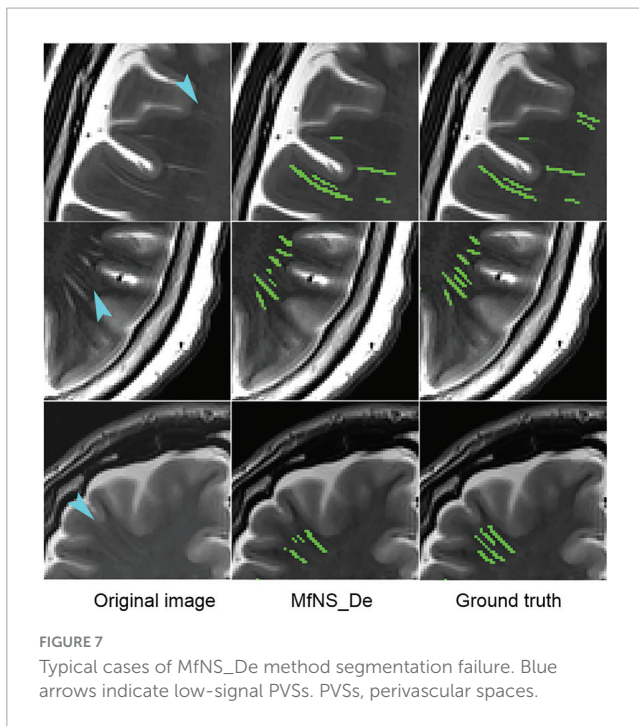 Original image
MfNS_De
Ground truth
FIGURE 7
Typical cases of MfNS_De method segmentation failure. Blue
arrows indicate low-signal PVSs. PVSs, perivascular spaces.